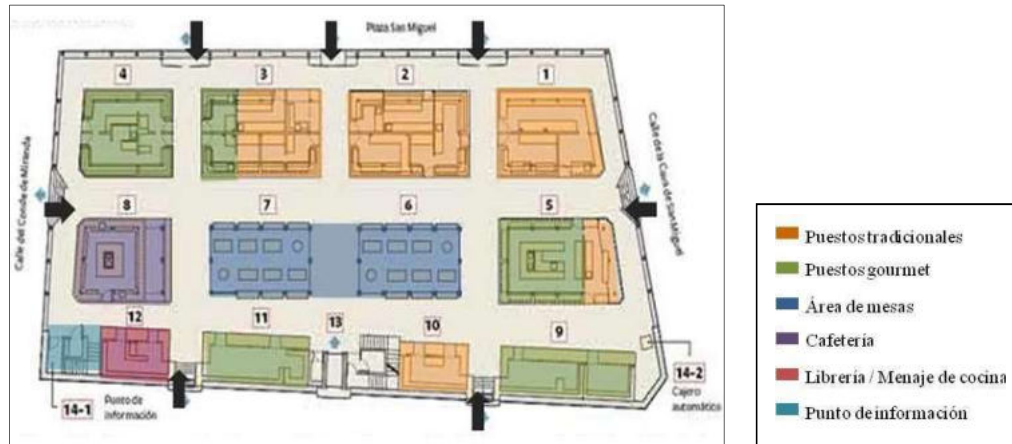 Plaza San Miguel
4
3
2
1
Calle del Conde de Miranda
Calle de la Cava de San Miguel
8
7
6
5
12
11
13
10
9
14-1
Punto de
información
14-2
Cajero
automático
Puestos tradicionales
Puestos gourmet
Área de mesas
Cafetería
Librería / Menaje de cocina
Punto de información